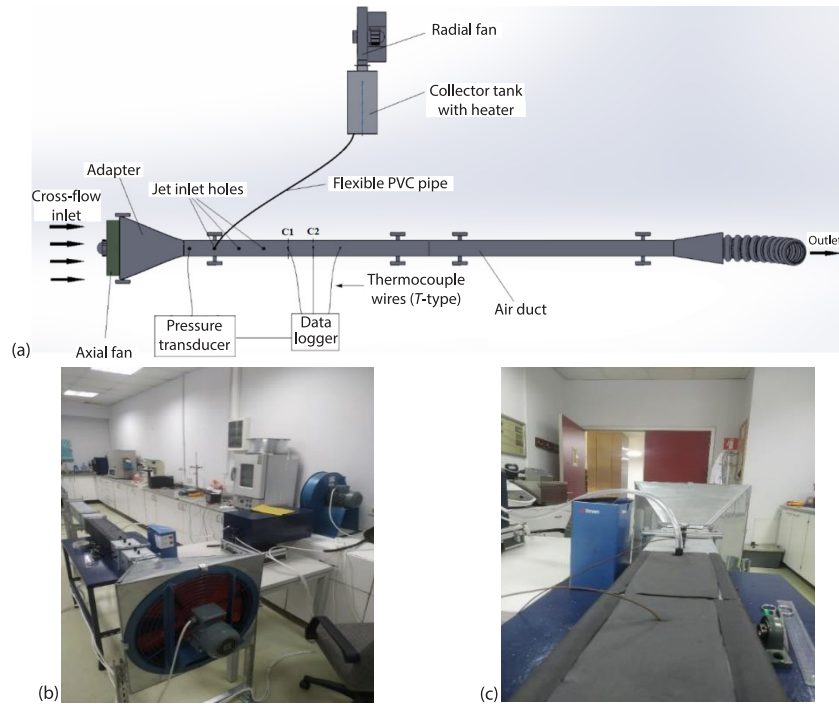 Radial fan
Collector tank
with heater
Adapter
Jet inlet holes
Flexible PVC pipe
Cross-flow
inlet
C1
C2
Outlet
Thermocouple
wires (T-type)
Air duct
Pressure
transducer
Data
logger
(a)
Axial fan
(b)
(c)